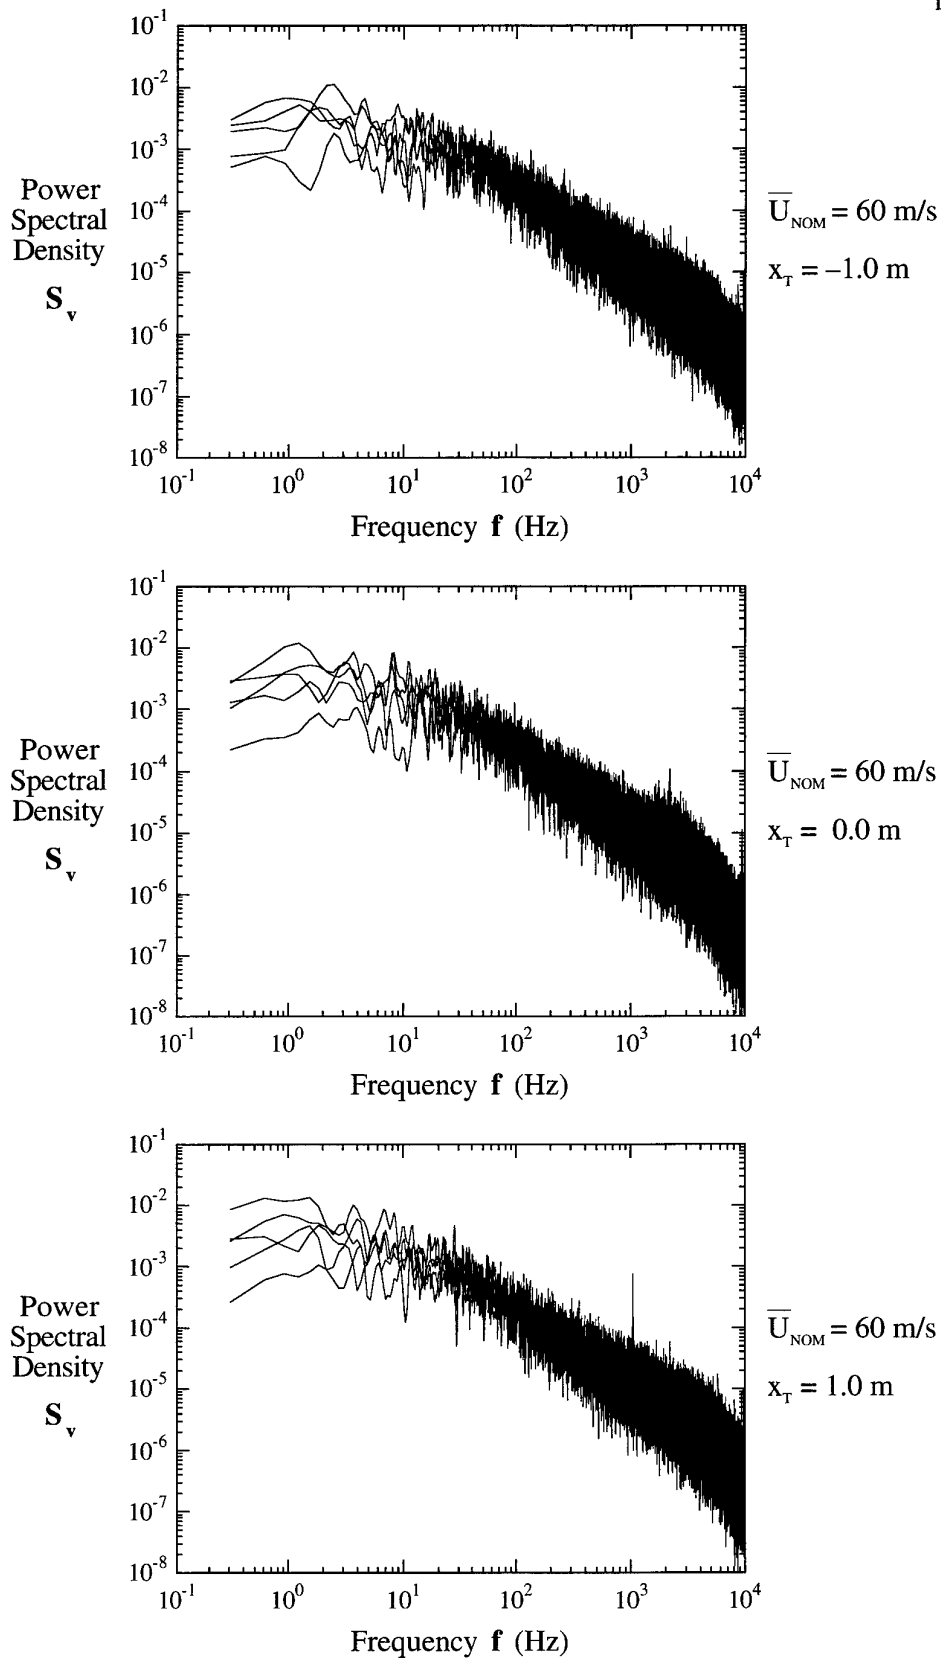 10^-1
10^-2
10^-3
10^-4
10^-5
10^-6
10^-7
10^-8
Power
Spectral
Density
S_v
10^-1 10^0 10^1 10^2 10^3 10^4
Frequency f (Hz)
U̅_NOM = 60 m/s
x_T = –1.0 m
10^-1
10^-2
10^-3
10^-4
10^-5
10^-6
10^-7
10^-8
Power
Spectral
Density
S_v
10^-1 10^0 10^1 10^2 10^3 10^4
Frequency f (Hz)
U̅_NOM = 60 m/s
x_T = 0.0 m
10^-1
10^-2
10^-3
10^-4
10^-5
10^-6
10^-7
10^-8
Power
Spectral
Density
S_v
10^-1 10^0 10^1 10^2 10^3 10^4
Frequency f (Hz)
U̅_NOM = 60 m/s
x_T = 1.0 m